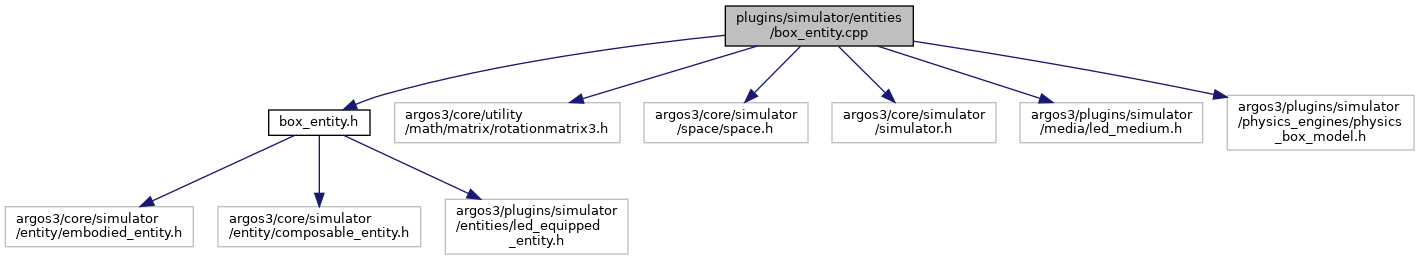 plugins/simulator/entities
/box_entity.cpp
box_entity.h
argos3/core/utility
/math/matrix/rotationmatrix3.h
argos3/core/simulator
/space/space.h
argos3/core/simulator
/simulator.h
argos3/plugins/simulator
/media/led_medium.h
argos3/plugins/simulator
/physics_engines/physics
_box_model.h
argos3/core/simulator
/entity/embodied_entity.h
argos3/core/simulator
/entity/composable_entity.h
argos3/plugins/simulator
/entities/led_equipped
_entity.h